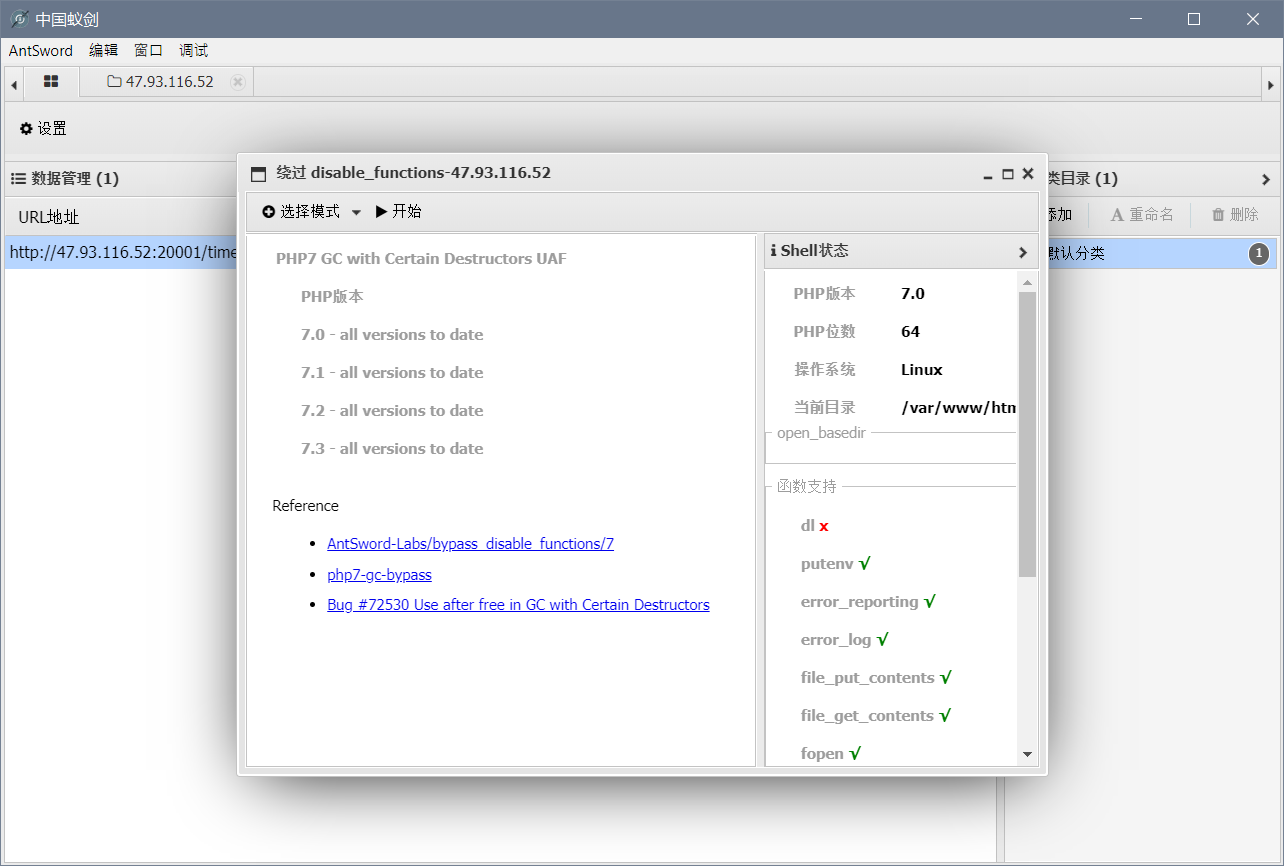 中国蚁剑
AntSword 编辑 窗口 调试
47.93.116.52
设置
数据管理 (1)
URL地址
http://47.93.116.52:20001/time
绕过 disable_functions-47.93.116.52
选择模式 开始
PHP7 GC with Certain Destructors UAF
PHP版本
7.0 - all versions to date
7.1 - all versions to date
7.2 - all versions to date
7.3 - all versions to date
Reference
AntSword-Labs/bypass_disable_functions/7
php7-gc-bypass
Bug #72530 Use after free in GC with Certain Destructors
Shell状态
PHP版本 7.0
PHP位数 64
操作系统 Linux
当前目录 /var/www/htm
open_basedir
函数支持
dl x
putenv √
error_reporting √
error_log √
file_put_contents √
file_get_contents √
fopen √
类目录 (1)
添加 重命名 删除
默认分类 1